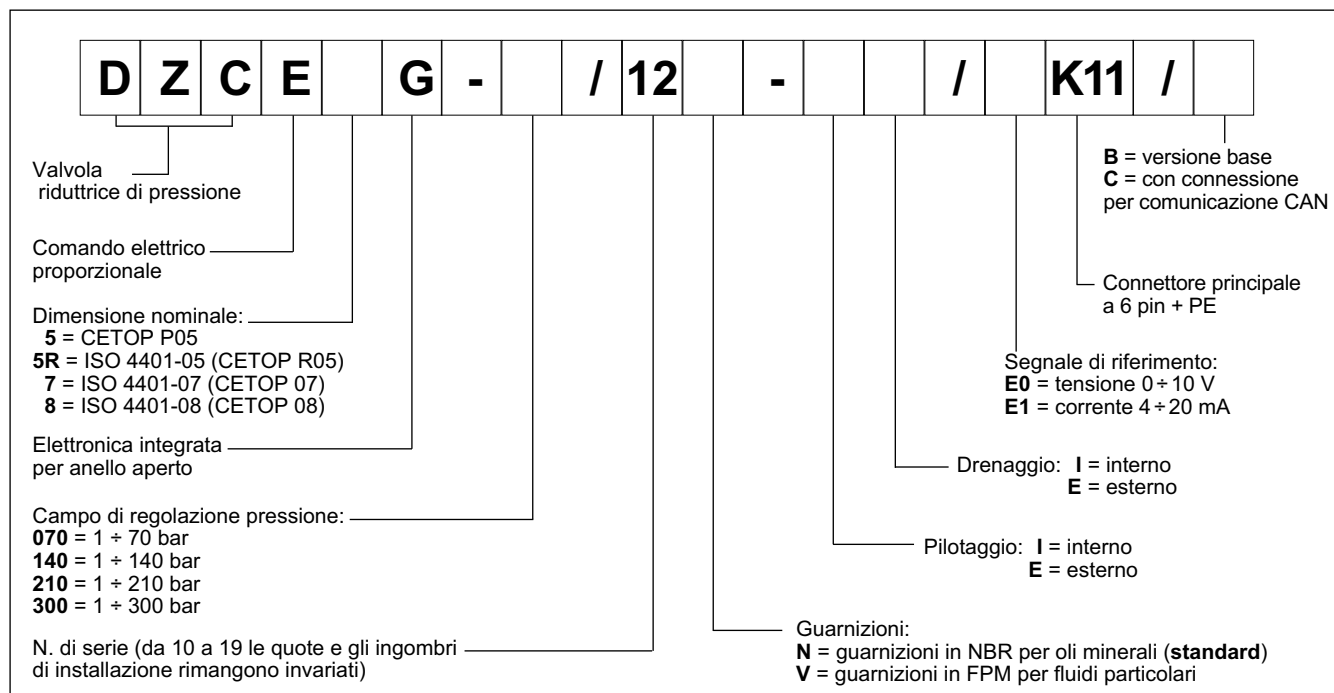 D Z C E G - / 12 - / K11 /
Valvola
riduttrice di pressione
Comando elettrico
proporzionale
Dimensione nominale:
5 = CETOP P05
5R = ISO 4401-05 (CETOP R05)
7 = ISO 4401-07 (CETOP 07)
8 = ISO 4401-08 (CETOP 08)
Elettronica integrata
per anello aperto
Campo di regolazione pressione:
070 = 1 ÷ 70 bar
140 = 1 ÷ 140 bar
210 = 1 ÷ 210 bar
300 = 1 ÷ 300 bar
N. di serie (da 10 a 19 le quote e gli ingombri
di installazione rimangono invariati)
B = versione base
C = con connessione
per comunicazione CAN
Connettore principale
a 6 pin + PE
Segnale di riferimento:
E0 = tensione 0 ÷ 10 V
E1 = corrente 4 ÷ 20 mA
Drenaggio: I = interno
E = esterno
Pilotaggio: I = interno
E = esterno
Guarnizioni:
N = guarnizioni in NBR per oli minerali (standard)
V = guarnizioni in FPM per fluidi particolari